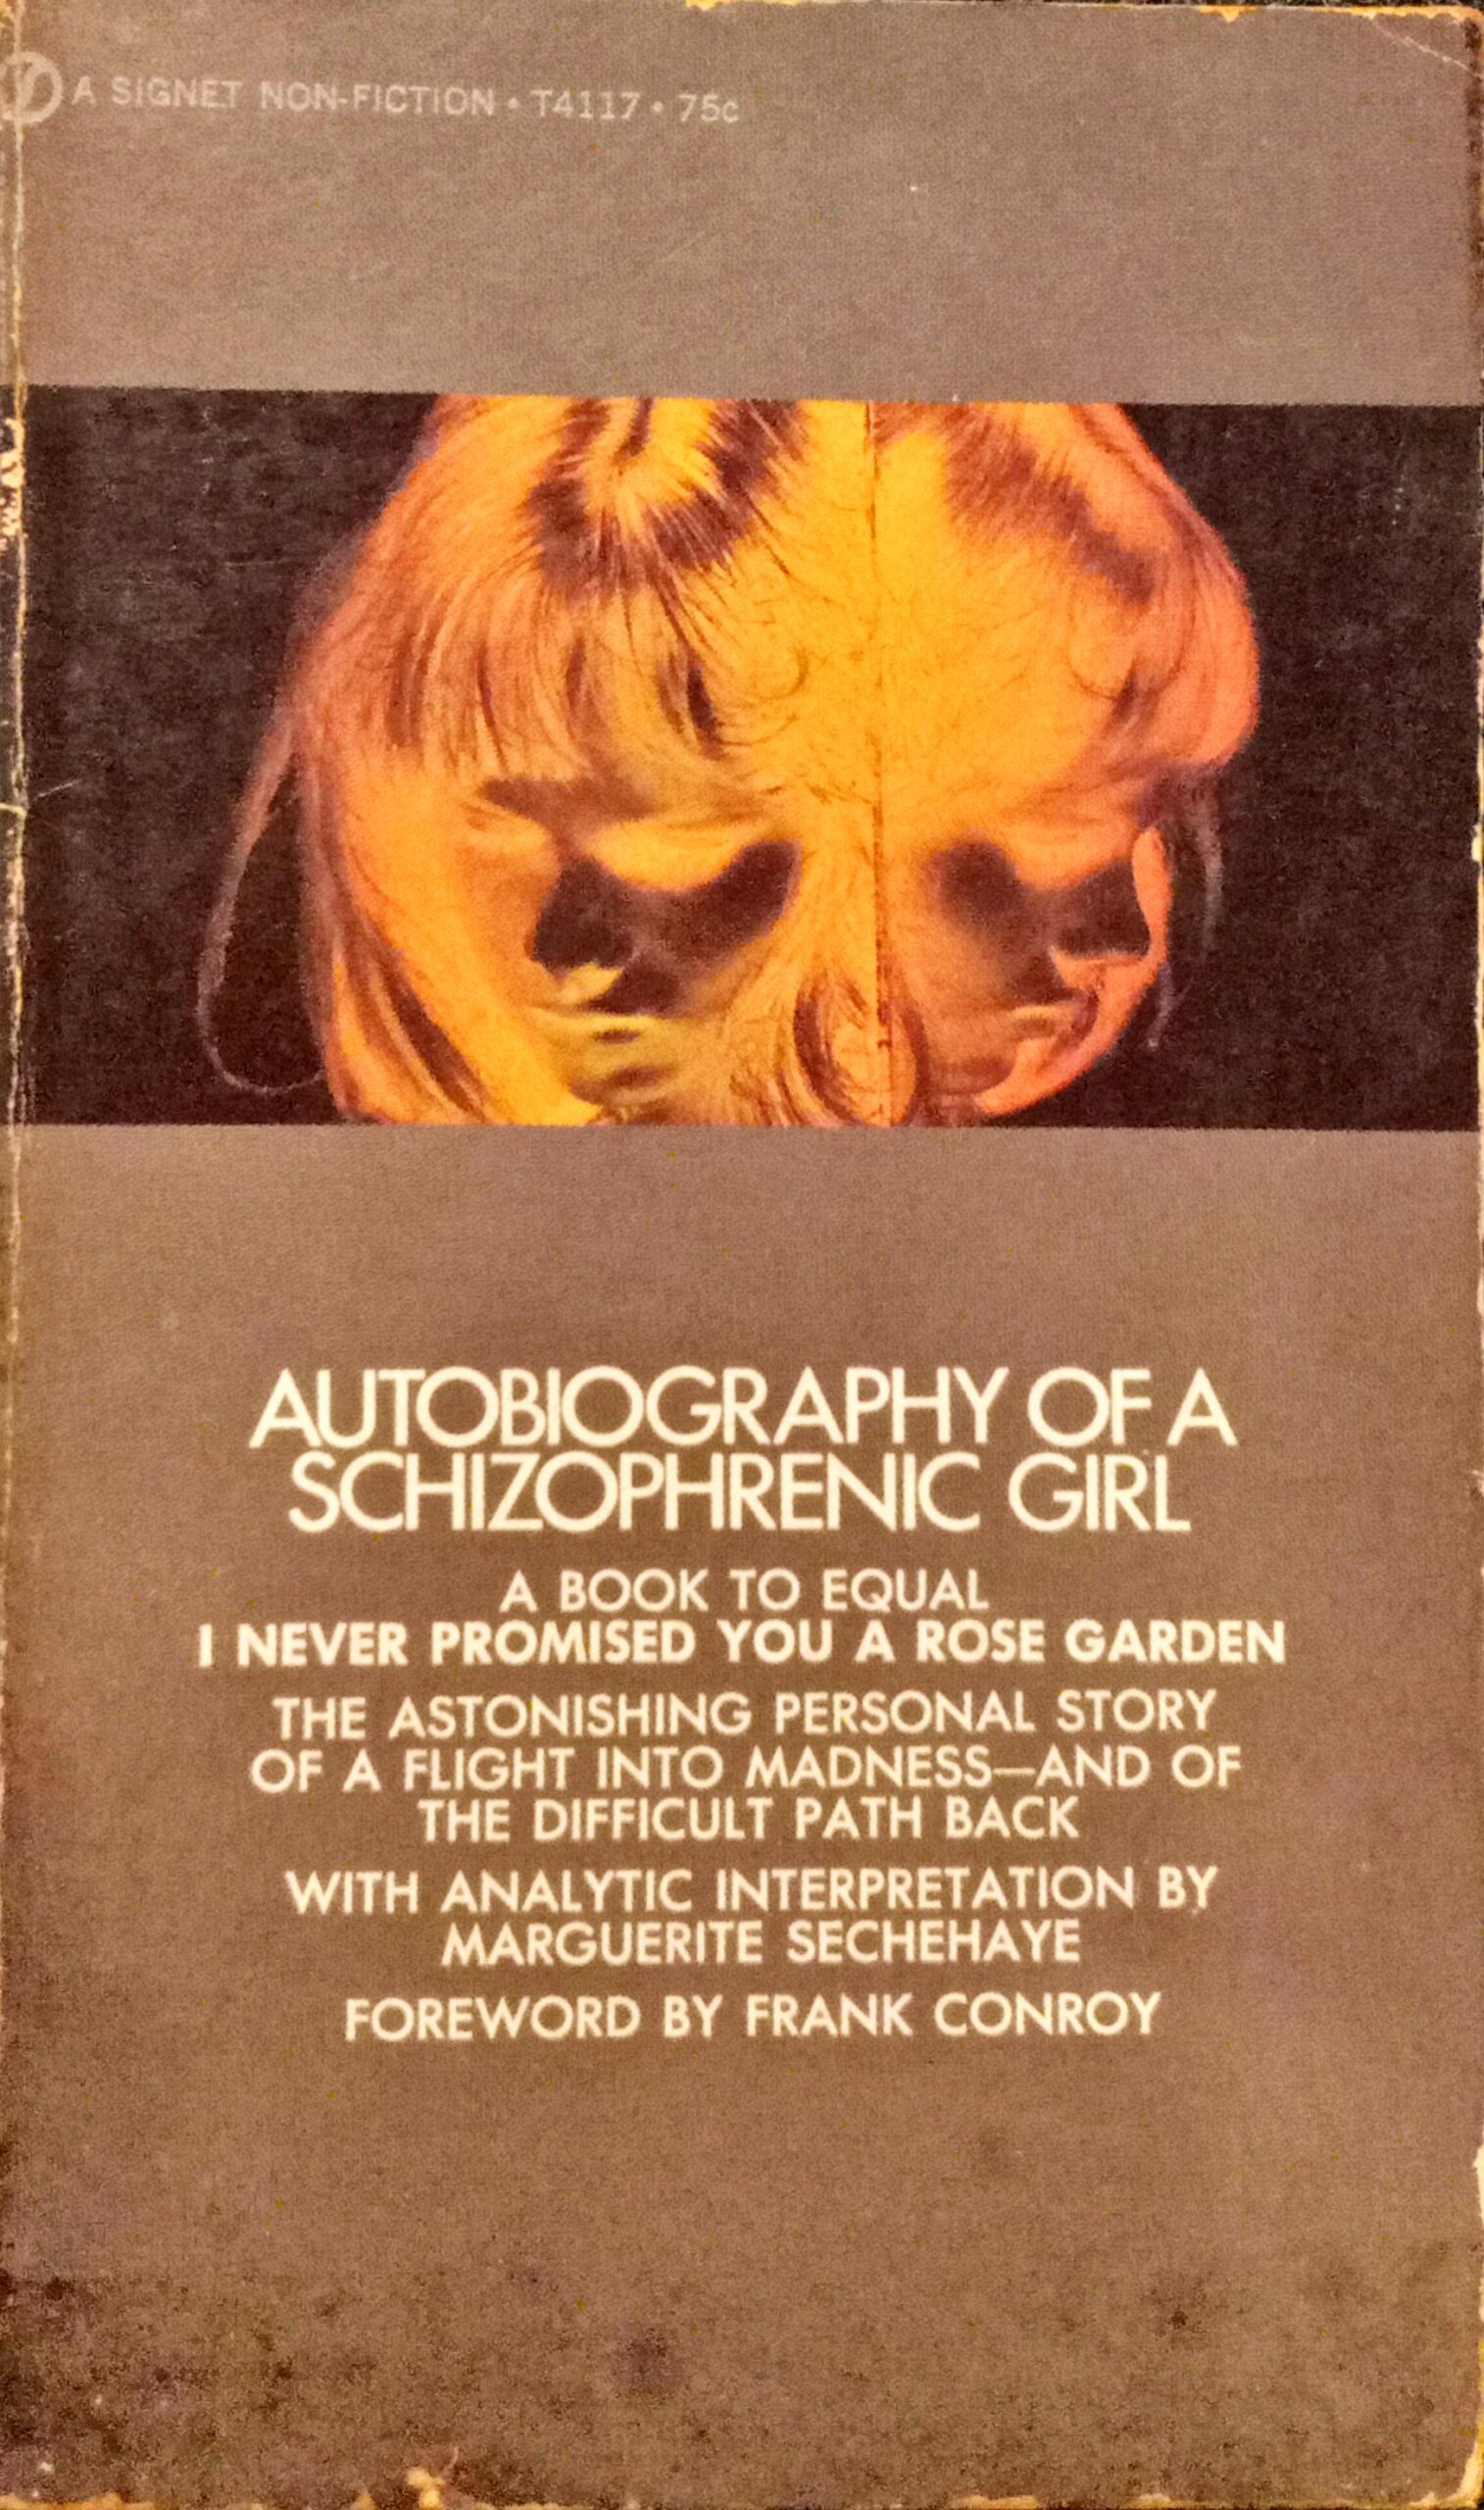 A SIGNET NON-FICTION • T4117 • 75c
AUTOBIOGRAPHY OF A
SCHIZOPHRENIC GIRL
A BOOK TO EQUAL
I NEVER PROMISED YOU A ROSE GARDEN
THE ASTONISHING PERSONAL STORY
OF A FLIGHT INTO MADNESS—AND OF
THE DIFFICULT PATH BACK
WITH ANALYTIC INTERPRETATION BY
MARGUERITE SECHEHAYE
FOREWORD BY FRANK CONROY